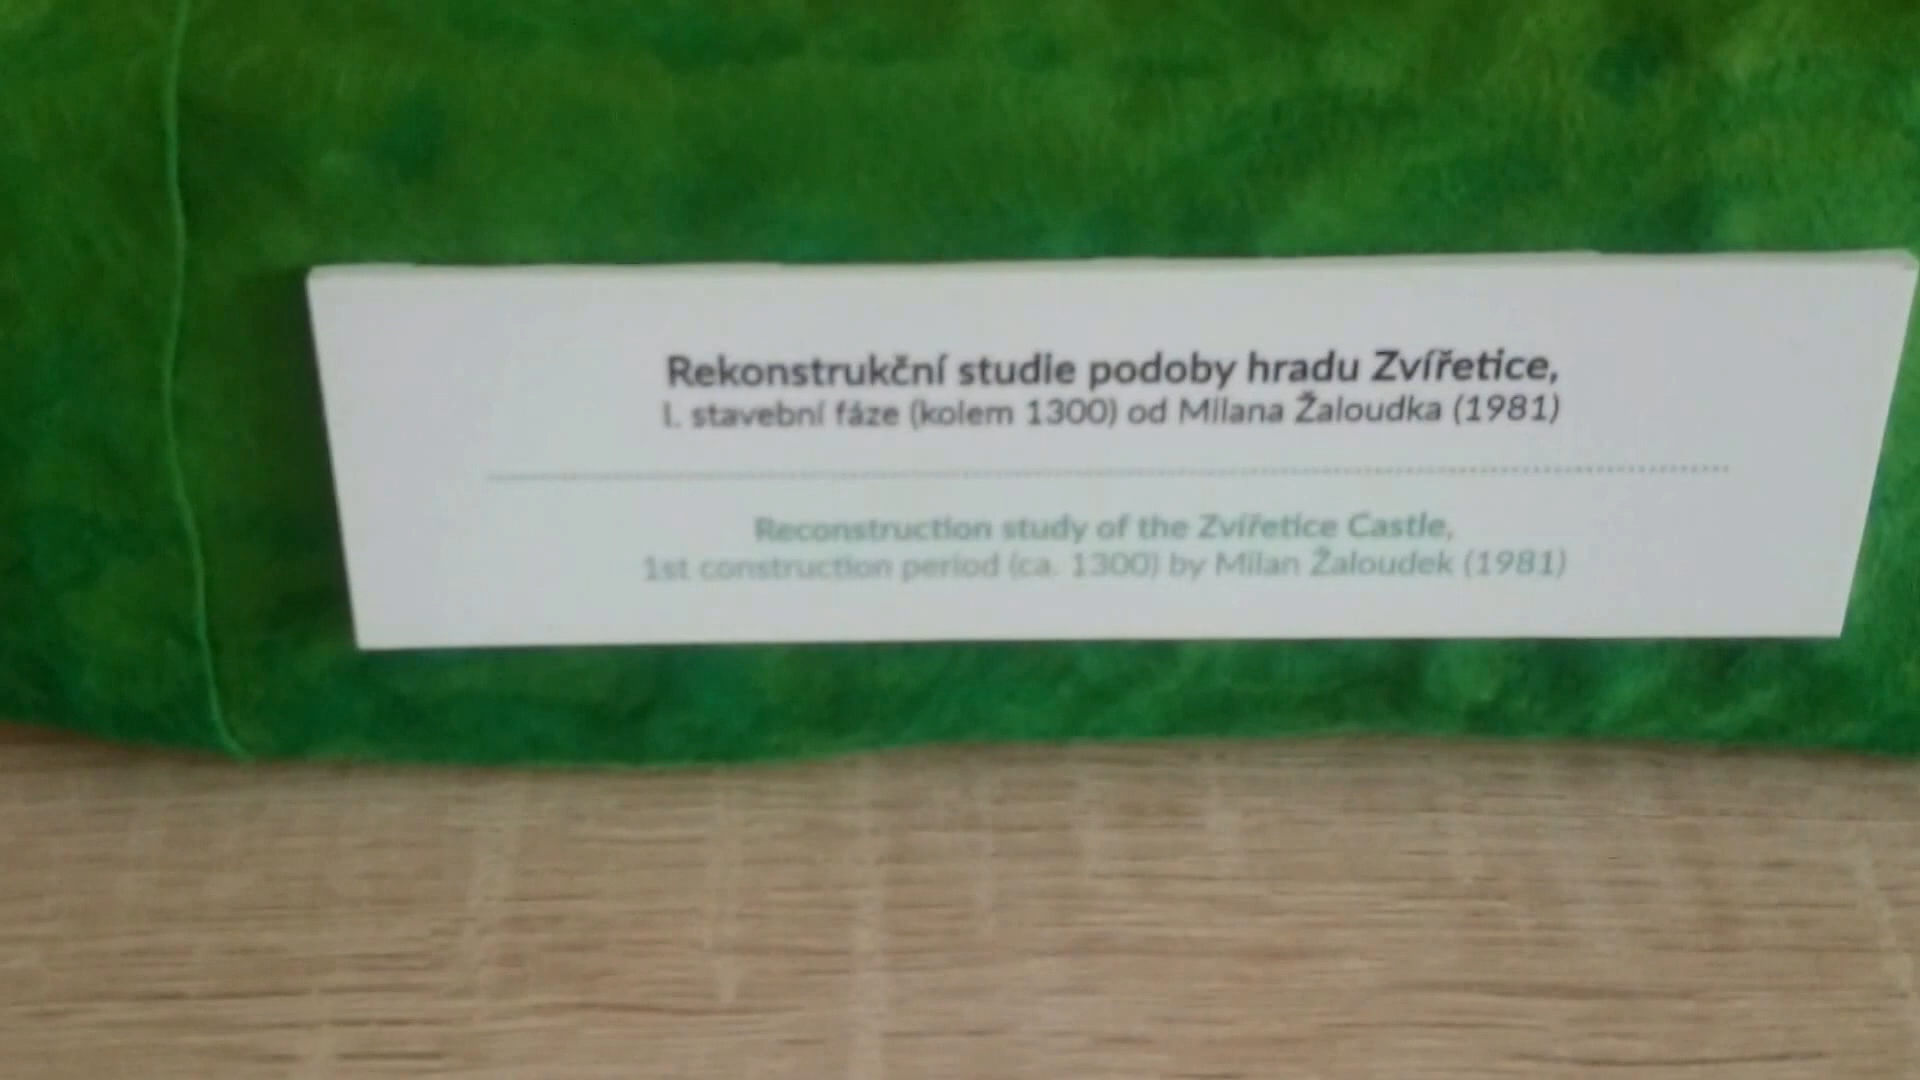 Rekonstrukční studie podoby hradu Zvířetice,
I. stavební fáze (kolem 1300) od Milana Žaloudka (1981)
Reconstruction study of the Zvířetice Castle,
1st construction period (ca. 1300) by Milan Žaloudek (1981)